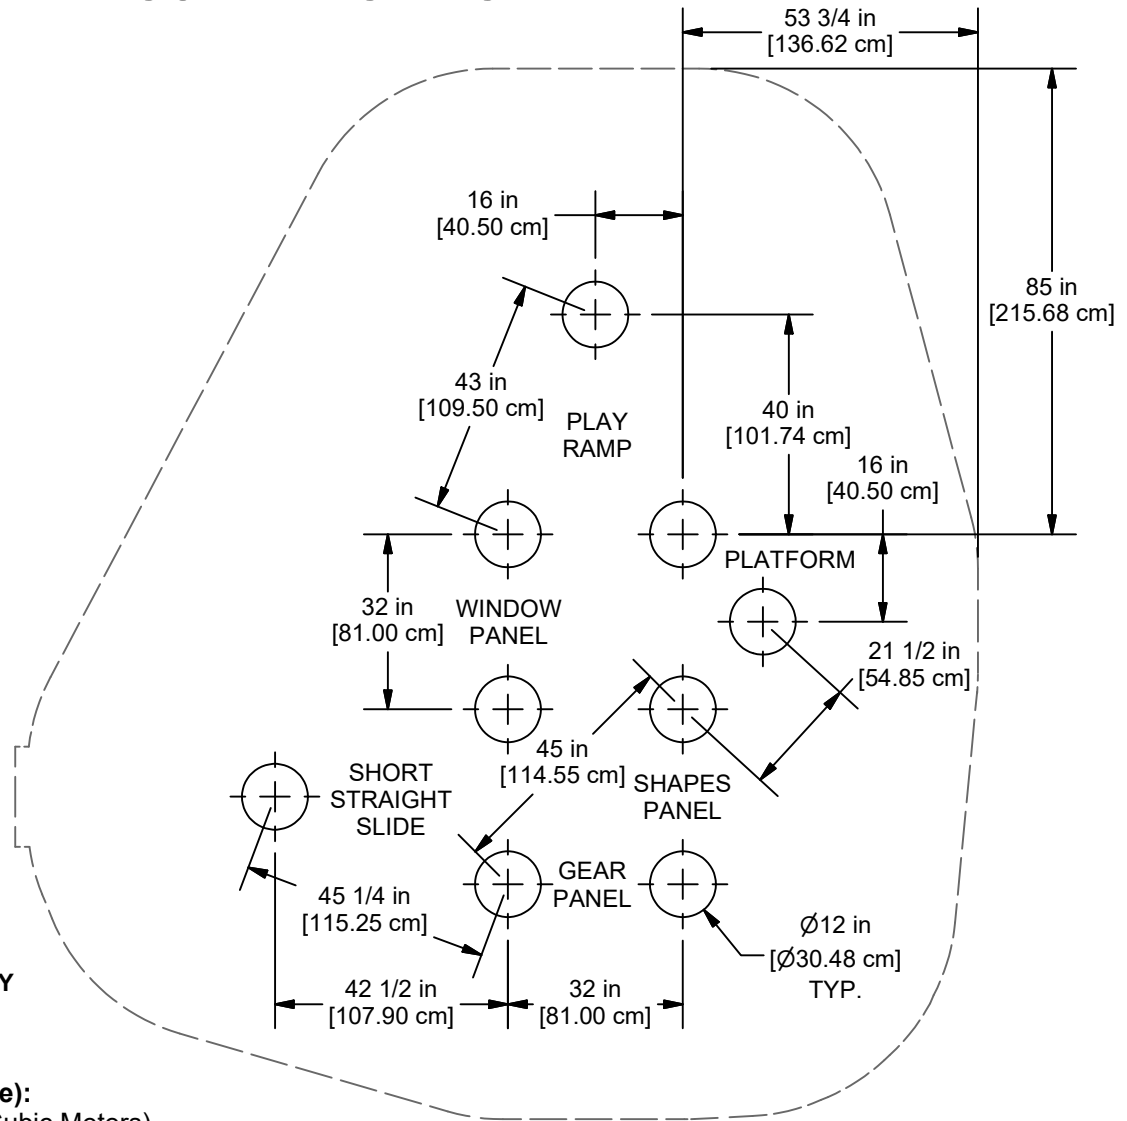 53 3/4 in
[136.62 cm]
16 in
[40.50 cm]
85 in
[215.68 cm]
43 in
[109.50 cm]
PLAY
RAMP
40 in
[101.74 cm]
16 in
[40.50 cm]
PLATFORM
32 in
[81.00 cm]
WINDOW
PANEL
21 1/2 in
[54.85 cm]
45 in
[114.55 cm]
SHORT
STRAIGHT
SLIDE
SHAPES
PANEL
GEAR
PANEL
45 1/4 in
[115.25 cm]
Ø12 in
[Ø30.48 cm]
TYP.
Y
42 1/2 in
[107.90 cm]
32 in
[81.00 cm]
e):